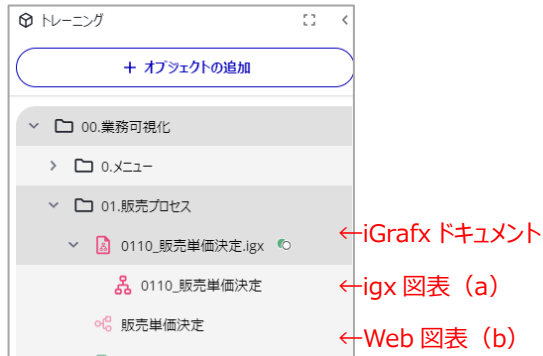 トレーニング
+ オブジェクトの追加
00.業務可視化
0.メニュー
01.販売プロセス
0110_販売単価決定.igx
←iGrafx ドキュメント
0110_販売単価決定
←igx 図表（a）
販売単価決定
←Web 図表（b）